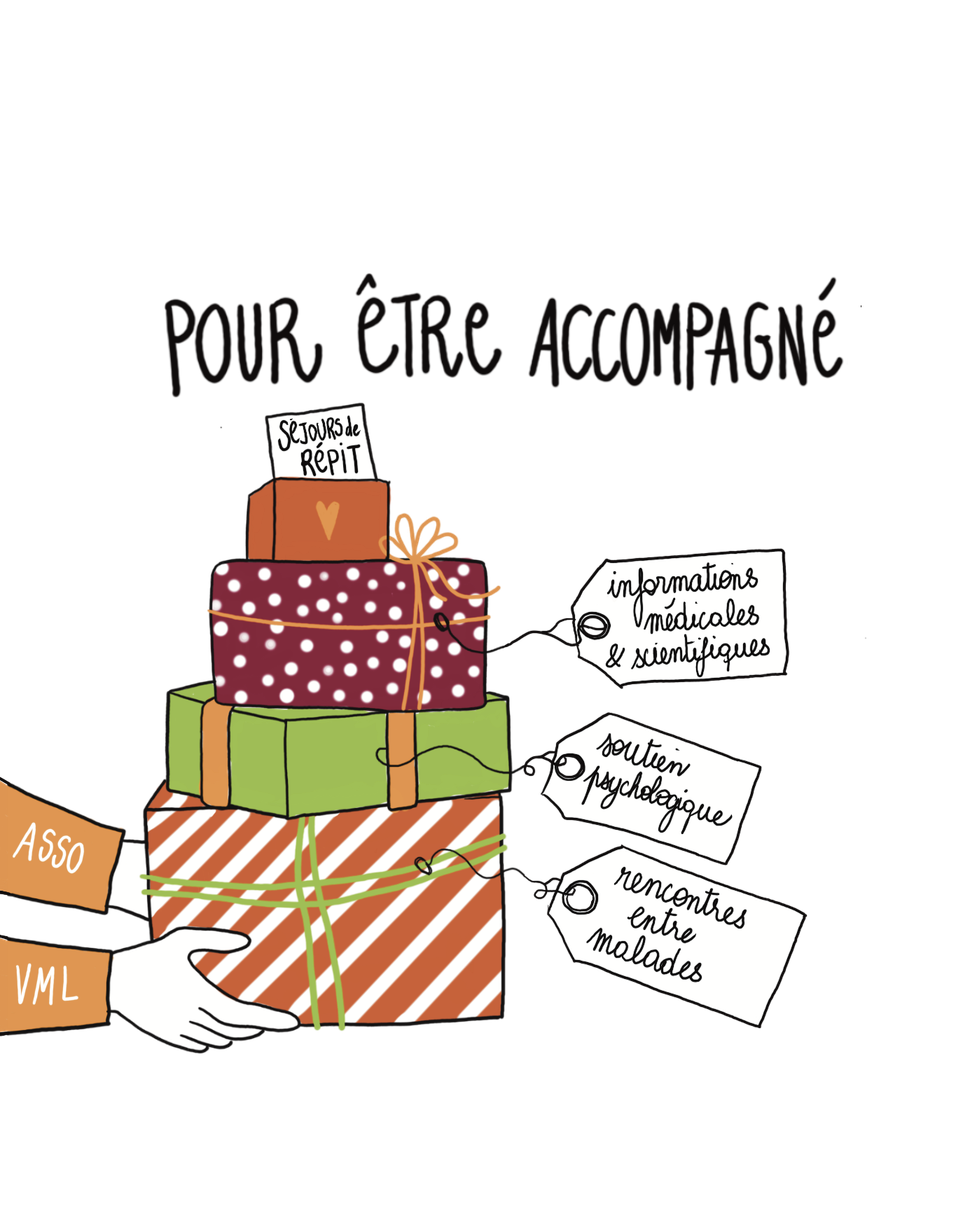 POUR ÊTRE ACCOMPAGNÉ
SÉJOURS de
RÉPIT
informations
médicales
& scientifiques
soutien
psychologique
rencontres
entre
malades
ASSO
VML